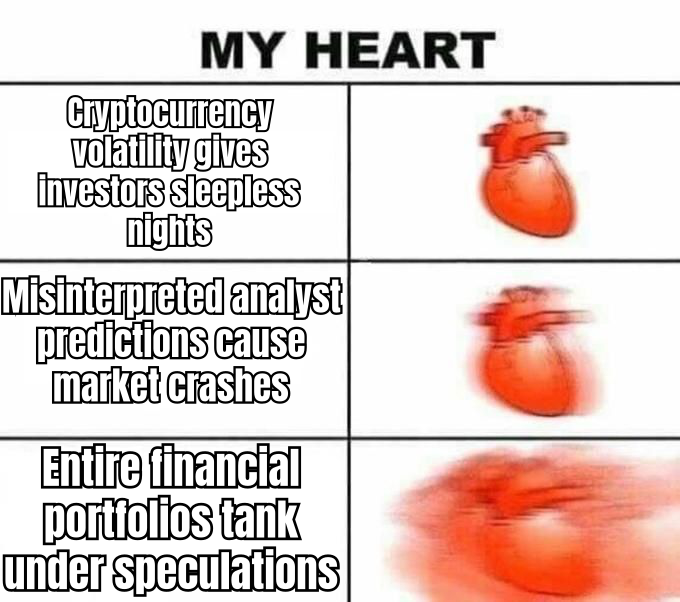 MY HEART
Cryptocurrency
volatility gives
investors sleepless
nights
Misinterpreted analyst
predictions cause
market crashes
Entire financial
portfolios tank
under speculations